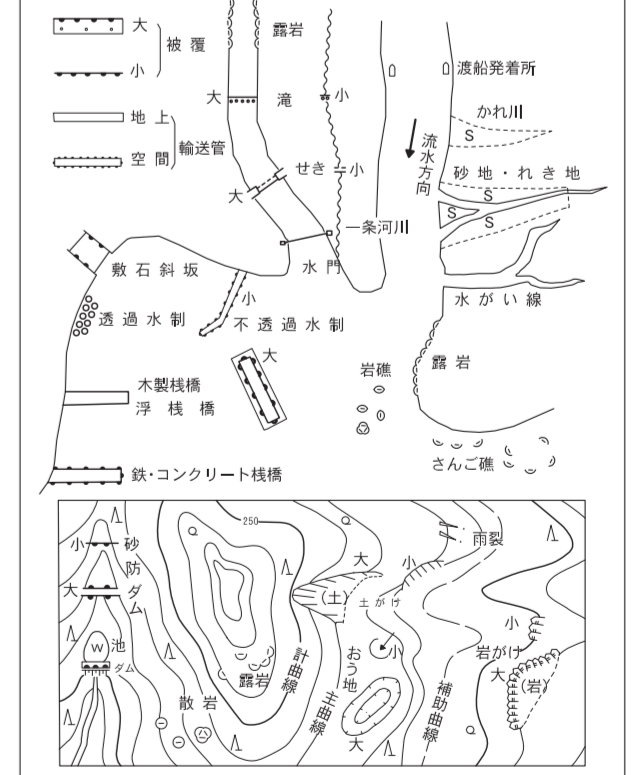 大
被覆
小
地上
輸送管
空間
露岩
大 滝 小
せき 小
大
一条河川
水門
渡船発着所
流水方向
かれ川
S
砂地・れき地
S
S
S
水がい線
露岩
敷石斜坂
小
透過水制
不透過水制
大
木製桟橋
浮桟橋
岩礁
さんご礁
鉄・コンクリート桟橋
250
小 砂防ダム
大
池
W
ダム
散岩
露岩
計曲線
主曲線
大
(土)
土がけ
小
おう地
小
大
補助曲線
雨裂
小
岩がけ
大
(岩)